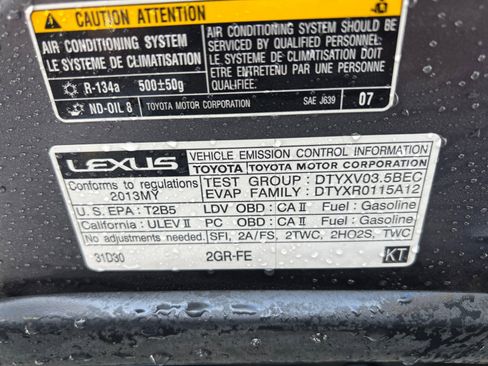 CAUTION ATTENTION
AIR CONDITIONING SYSTEM
LE SYSTEME DE CLIMATISATION
R-134a 500±50g
ND-OIL 8 TOYOTA MOTOR CORPORATION
AIR CONDITIONING SYSTEM SHOULD BE
SERVICED BY QUALIFIED PERSONNEL
LE SYSTEME DE CLIMATISATION DOIT
ETRE ENTRETENU PAR UNE
PERSONNE QUALIFIEE
SAE J639 07
LEXUS
VEHICLE EMISSION CONTROL INFORMATION
TOYOTA TOYOTA MOTOR CORPORATION
Conforms to regulations
2013MY
TEST GROUP : DTYXV03.5BEC
EVAP FAMILY : DTYXR0115A12
U.S. EPA : T2B5 LDV OBD : CA II Fuel : Gasoline
California : ULEV II PC OBD : CA II Fuel : Gasoline
No adjustments needed. SFI, 2A/FS, 2TWC, 2HO2S, TWC
31D30 2GR-FE KT